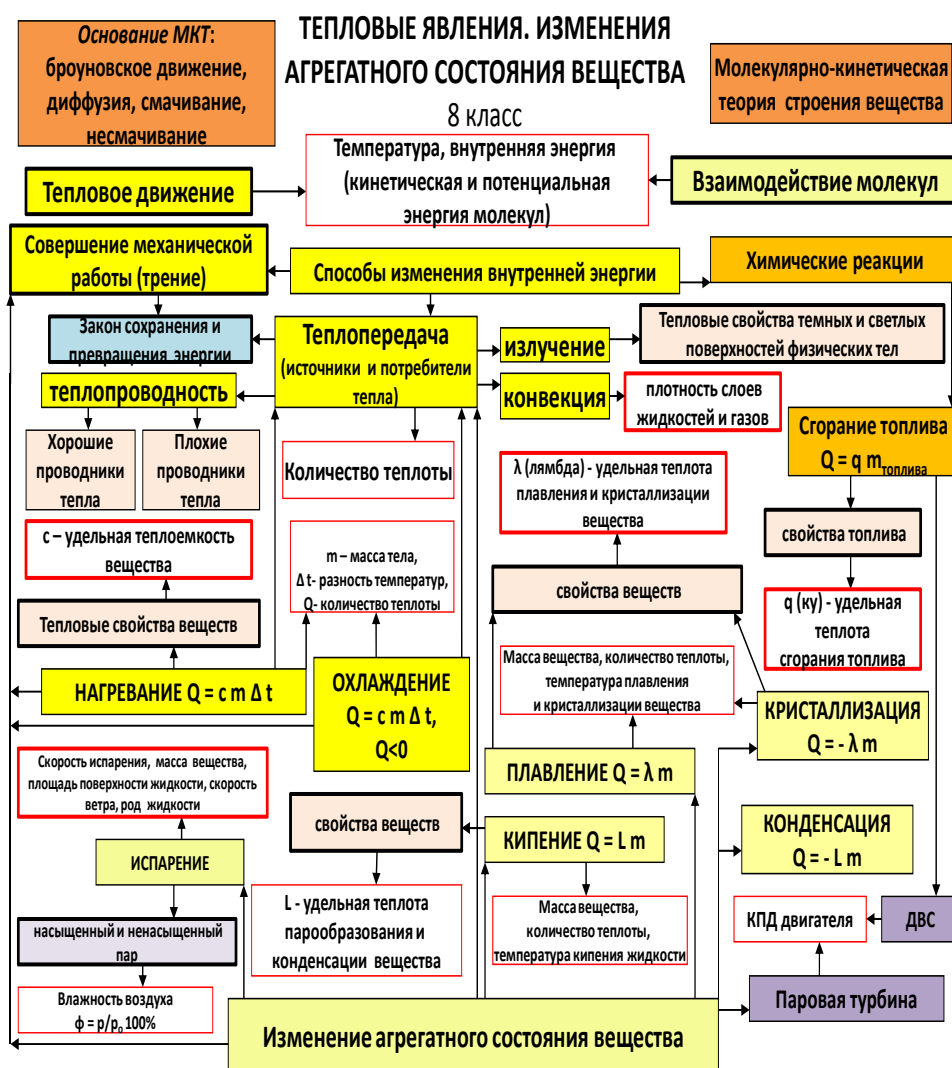 ТЕПЛОВЫЕ ЯВЛЕНИЯ. ИЗМЕНЕНИЯ
АГРЕГАТНОГО СОСТОЯНИЯ ВЕЩЕСТВА
8 класс
Основание МКТ:
броуновское движение,
диффузия, смачивание,
несмачивание
Молекулярно-кинетическая
теория строения вещества
Температура, внутренняя энергия
(кинетическая и потенциальная
энергия молекул)
Тепловое движение
Взаимодействие молекул
Совершение механической
работы (трение)
Способы изменения внутренней энергии
Химические реакции
Закон сохранения и
превращения энергии
Теплопередача
(источники и потребители
тепла)
излучение
Тепловые свойства темных и светлых
поверхностей физических тел
теплопроводность
конвекция
плотность слоев
жидкостей и газов
Хорошие
проводники
тепла
Плохие
проводники
тепла
Количество теплоты
λ (лямбда) - удельная теплота
плавления и кристаллизации
вещества
Сгорание топлива
Q = q mтоплива
с – удельная теплоемкость
вещества
m – масса тела,
Δ t- разность температур,
Q- количество теплоты
свойства топлива
свойства веществ
Тепловые свойства веществ
q (ку) - удельная
теплота
сгорания топлива
Масса вещества, количество теплоты,
температура плавления
и кристаллизации вещества
НАГРЕВАНИЕ Q = c m Δ t
ОХЛАЖДЕНИЕ
Q = c m Δ t,
Q<0
КРИСТАЛЛИЗАЦИЯ
Q = - λ m
ПЛАВЛЕНИЕ Q = λ m
Скорость испарения, масса вещества,
площадь поверхности жидкости, скорость
ветра, род жидкости
свойства веществ
КИПЕНИЕ Q = L m
КОНДЕНСАЦИЯ
Q = - L m
ИСПАРЕНИЕ
L - удельная теплота
парообразования и
конденсации вещества
Масса вещества,
количество теплоты,
температура кипения жидкости
КПД двигателя
ДВС
насыщенный и ненасыщенный
пар
Влажность воздуха
ϕ = p/p₀ 100%
Паровая турбина
Изменение агрегатного состояния вещества